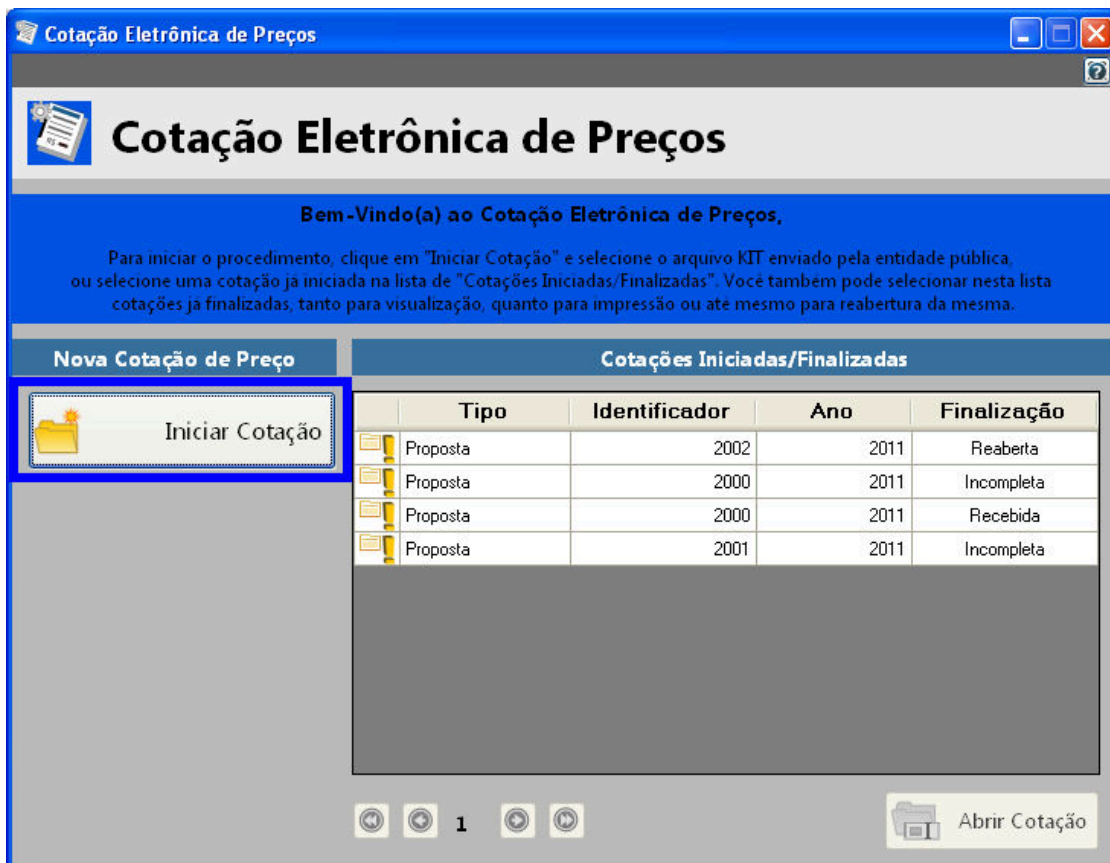 Cotação Eletrônica de Preços
Cotação Eletrônica de Preços
Bem-Vindo(a) ao Cotação Eletrônica de Preços,
Para iniciar o procedimento, clique em "Iniciar Cotação" e selecione o arquivo KIT enviado pela entidade pública,
ou selecione uma cotação já iniciada na lista de "Cotações Iniciadas/Finalizadas". Você também pode selecionar nesta lista
cotações já finalizadas, tanto para visualização, quanto para impressão ou até mesmo para reabertura da mesma.
Nova Cotação de Preço
Iniciar Cotação
Cotações Iniciadas/Finalizadas
Tipo Identificador Ano Finalização
Proposta 2002 2011 Reaberta
Proposta 2000 2011 Incompleta
Proposta 2000 2011 Recebida
Proposta 2001 2011 Incompleta
1
Abrir Cotação